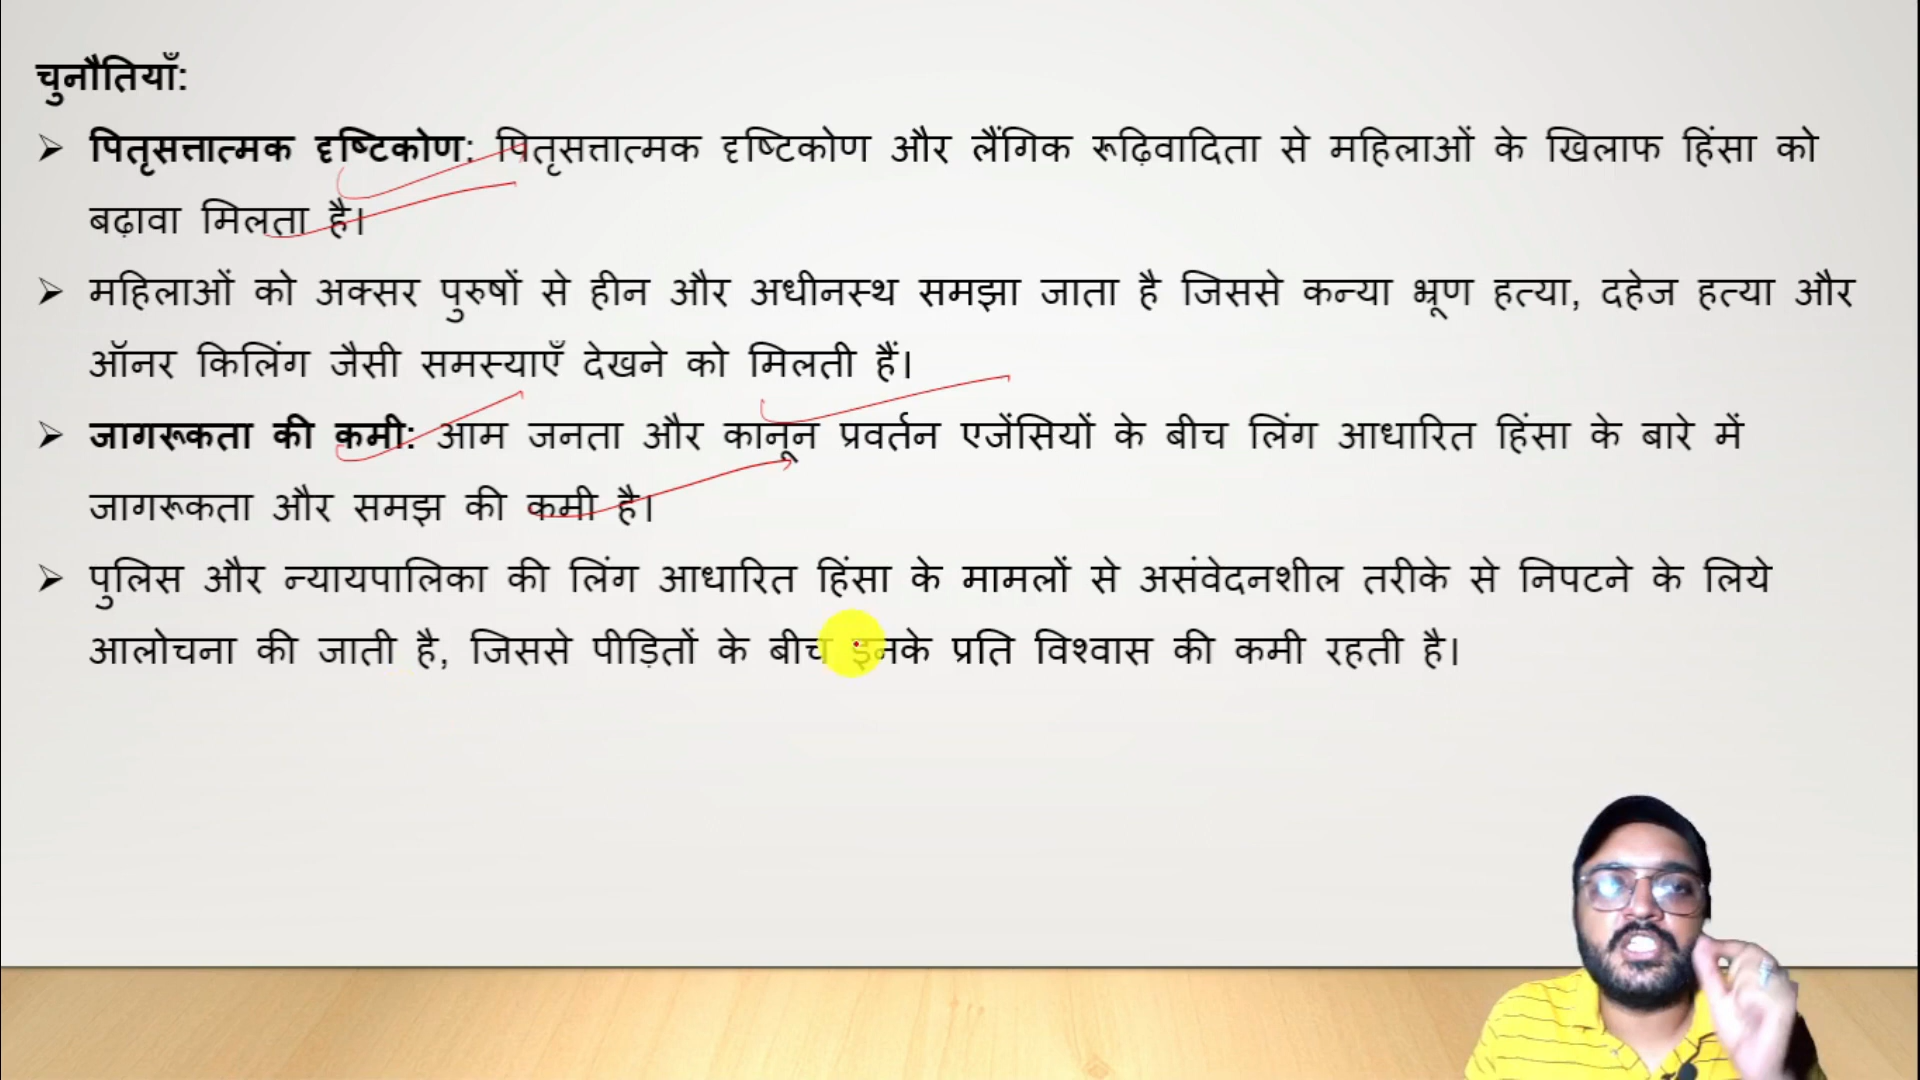 चुनौतियाँ:
➢ पितृसत्तात्मक दृष्टिकोण: पितृसत्तात्मक दृष्टिकोण और लैंगिक रूढ़िवादिता से महिलाओं के खिलाफ हिंसा को
बढ़ावा मिलता है।
➢ महिलाओं को अक्सर पुरुषों से हीन और अधीनस्थ समझा जाता है जिससे कन्या भ्रूण हत्या, दहेज हत्या और
ऑनर किलिंग जैसी समस्याएँ देखने को मिलती हैं।
➢ जागरूकता की कमी: आम जनता और कानून प्रवर्तन एजेंसियों के बीच लिंग आधारित हिंसा के बारे में
जागरूकता और समझ की कमी है।
➢ पुलिस और न्यायपालिका की लिंग आधारित हिंसा के मामलों से असंवेदनशील तरीके से निपटने के लिये
आलोचना की जाती है, जिससे पीड़ितों के बीच इनके प्रति विश्वास की कमी रहती है।